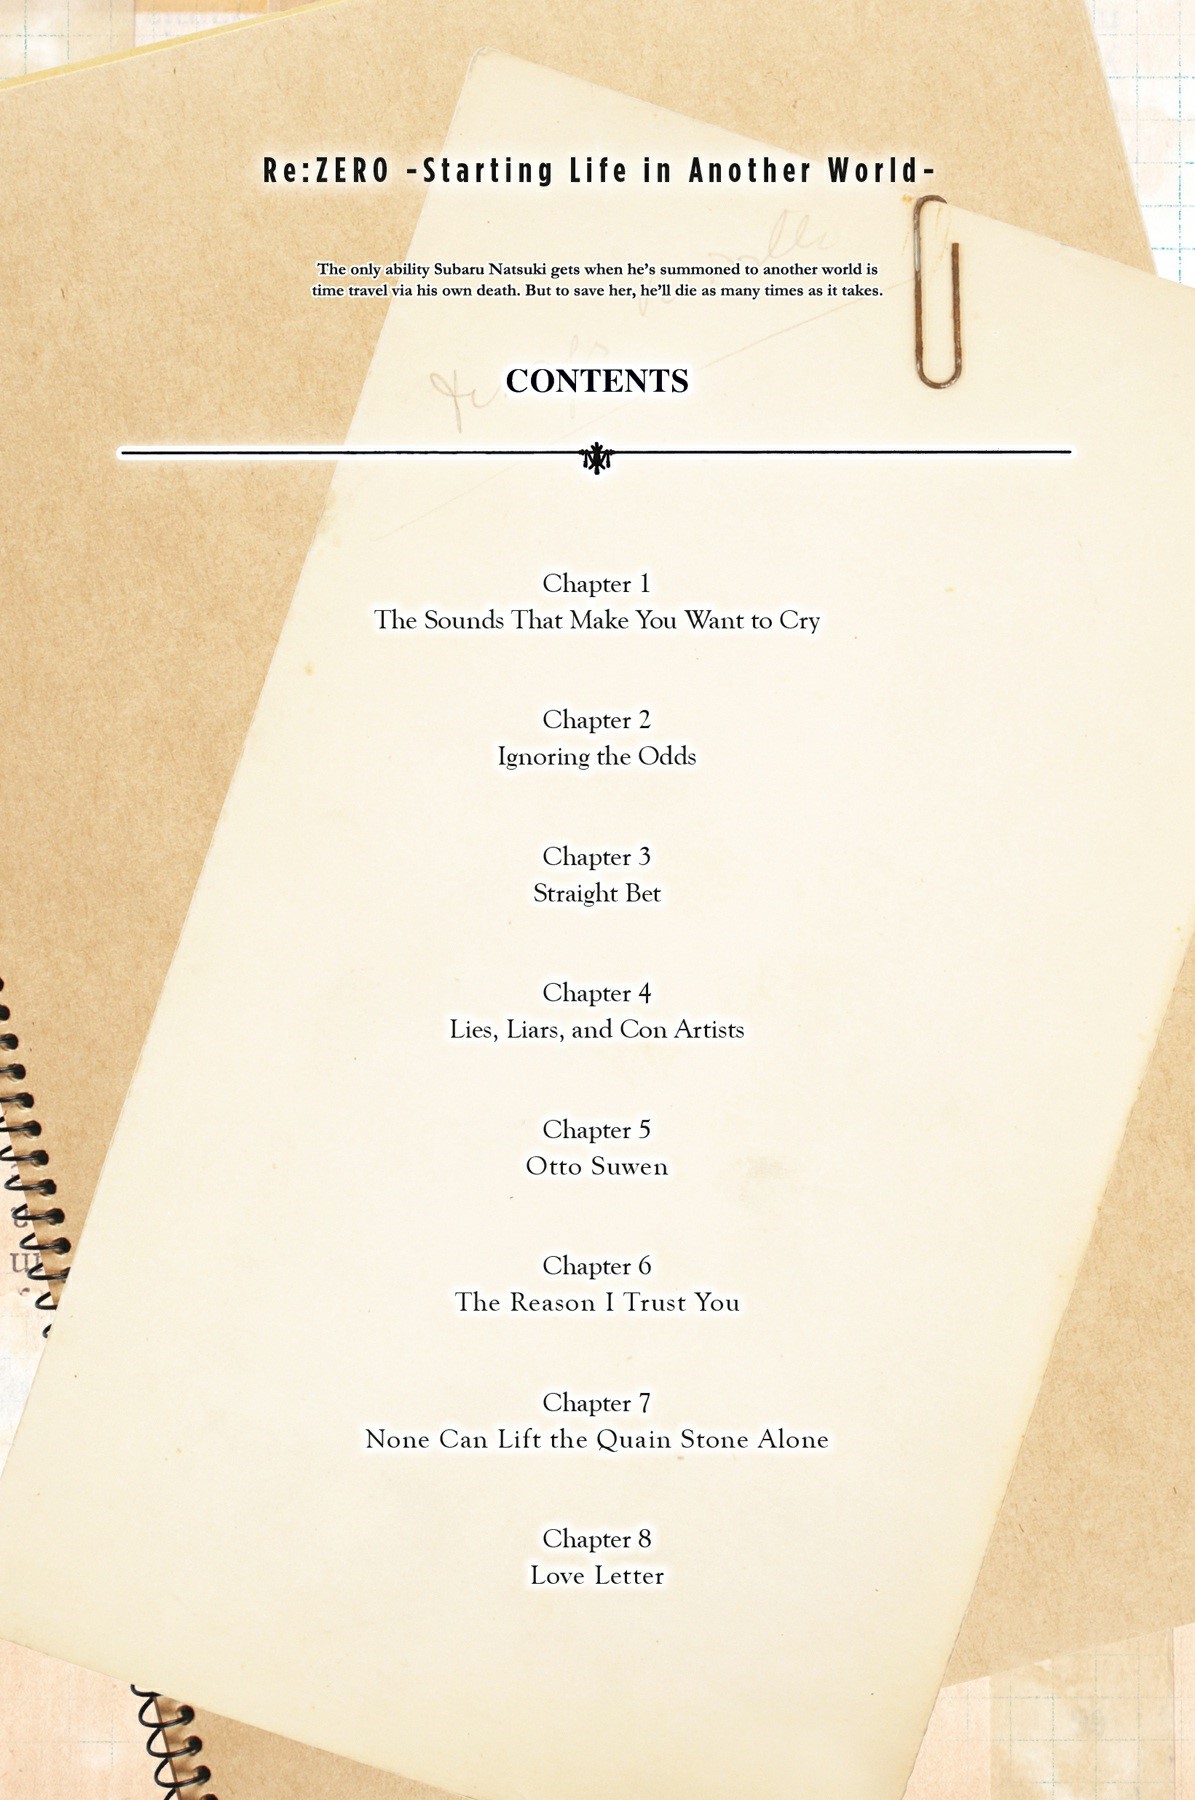 Re:ZERO -Starting Life in Another World-
The only ability Subaru Natsuki gets when he's summoned to another world is
time travel via his own death. But to save her, he'll die as many times as it takes.
CONTENTS
Chapter 1
The Sounds That Make You Want to Cry
Chapter 2
Ignoring the Odds
Chapter 3
Straight Bet
Chapter 4
Lies, Liars, and Con Artists
Chapter 5
Otto Suwen
Chapter 6
The Reason I Trust You
Chapter 7
None Can Lift the Quain Stone Alone
Chapter 8
Love Letter